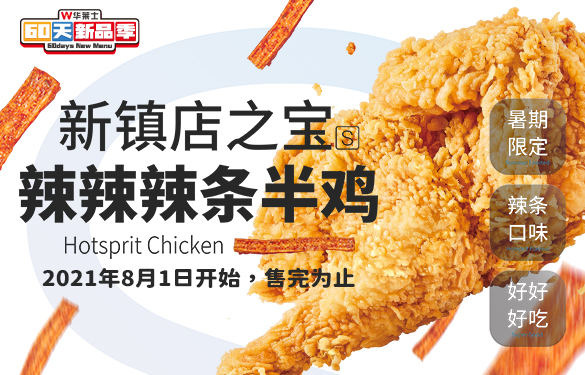 W华莱士
60天新品季
60days New Menu
新镇店之宝S
辣辣辣条半鸡
Hotsprit Chicken
2021年8月1日开始，售完为止
暑期
限定
辣条
口味
好好
好吃